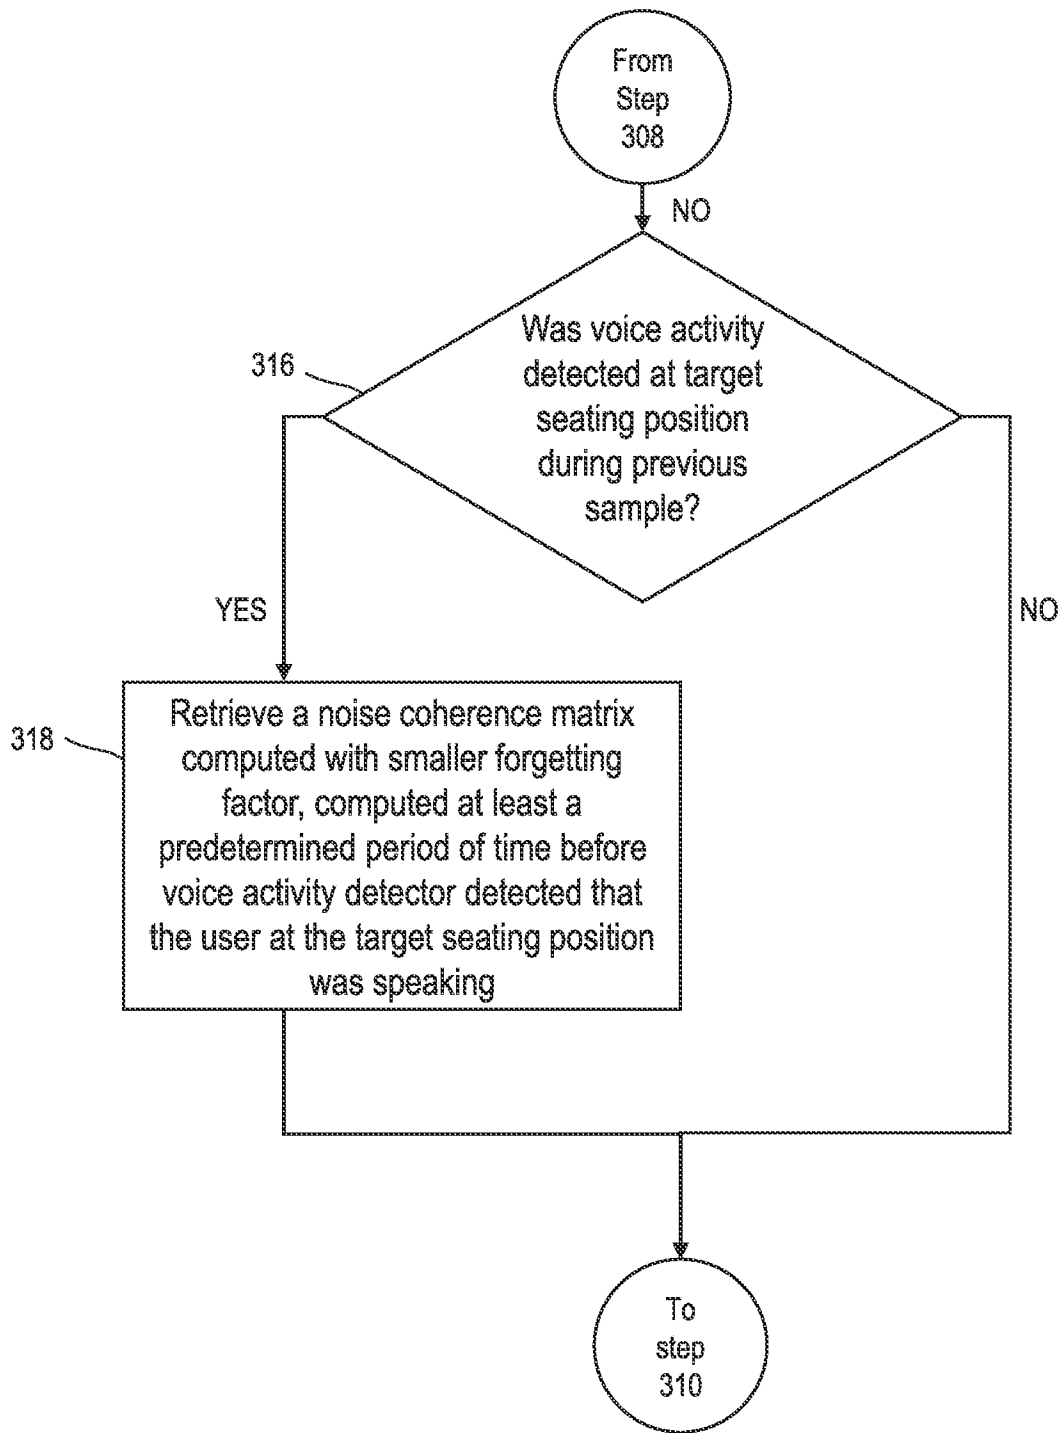 From
Step
308
NO
Was voice activity
detected at target
seating position
during previous
sample?
316
YES
NO
Retrieve a noise coherence matrix
computed with smaller forgetting
factor, computed at least a
predetermined period of time before
voice activity detector detected that
the user at the target seating position
was speaking
318
To
step
310